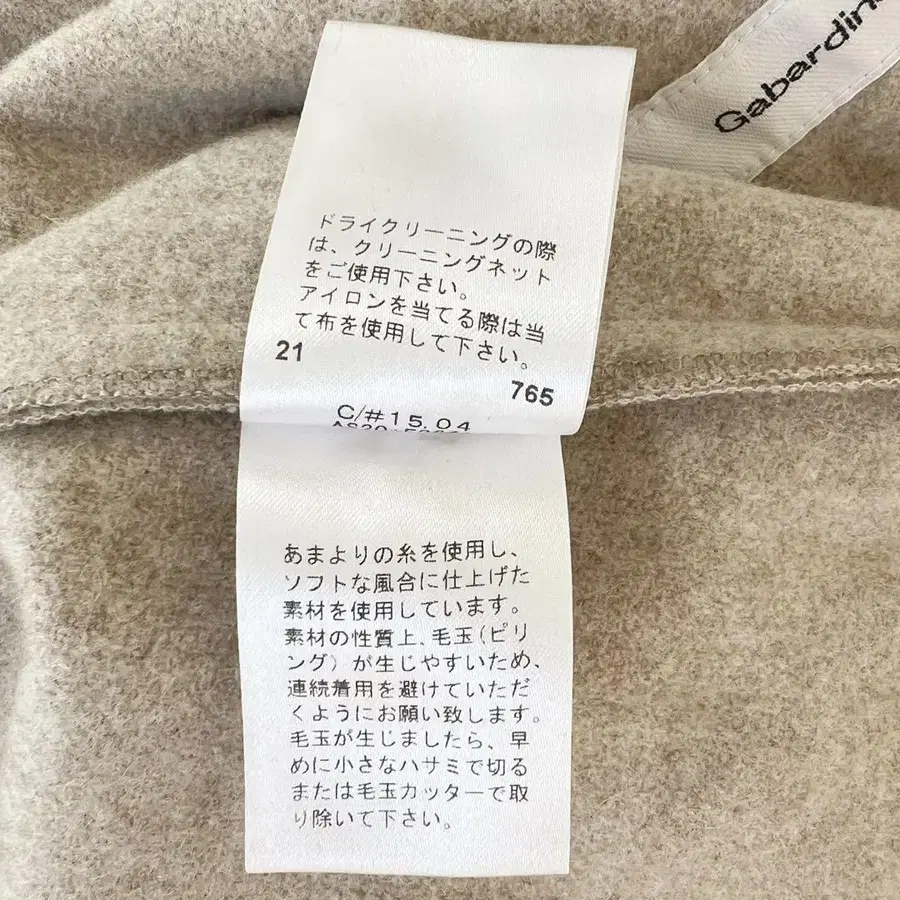 Gabardine
ドライクリーニングの際
は、クリーニングネット
をご使用下さい。
アイロンを当てる際は当
て布を使用して下さい。
21
765
C/#15.04
あまよりの糸を使用し、
ソフトな風合に仕上げた
素材を使用しています。
素材の性質上、毛玉(ピリ
ング)が生じやすいため、
連続着用を避けていただ
くようにお願い致します。
毛玉が生じましたら、早
めに小さなハサミで切る
または毛玉カッターで取
り除いて下さい。